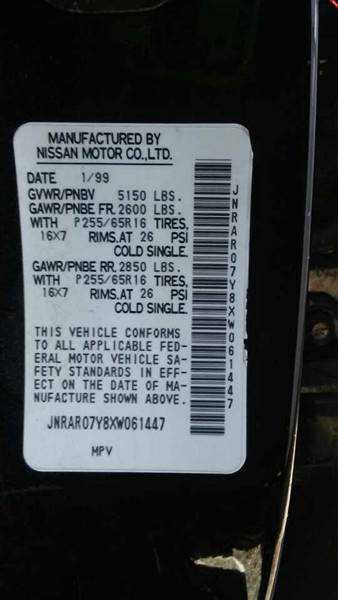 MANUFACTURED BY
NISSAN MOTOR CO.,LTD.
DATE 1/99
GVWR/PNBV 5150 LBS.
GAWR/PNBE FR. 2600 LBS.
WITH P255/65R16 TIRES,
16X7 RIMS, AT 26 PSI
COLD SINGLE.
GAWR/PNBE RR. 2850 LBS.
WITH P255/65R16 TIRES,
16X7 RIMS, AT 26 PSI
COLD SINGLE.
THIS VEHICLE CONFORMS
TO ALL APPLICABLE FED-
ERAL MOTOR VEHICLE SA-
FETY STANDARDS IN EFF-
ECT ON THE DATE OF MA-
NUFACTURE SHOWN ABOVE.
JNRAR07Y8XW061447
MPV
JNRAR07Y8XW061447